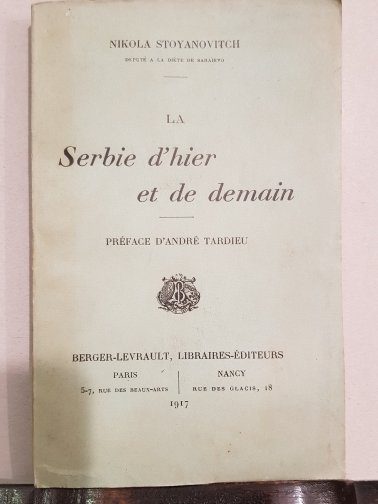 NIKOLA STOYANOVITCH
DÉPUTÉ A LA DIÈTE DE SARAJEVO
LA
Serbie d'hier
et de demain
PRÉFACE D'ANDRÉ TARDIEU
BERGER-LEVRAULT, LIBRAIRES-ÉDITEURS
PARIS | NANCY
5-7, RUE DES BEAUX-ARTS | RUE DES GLACIS, 18
1917